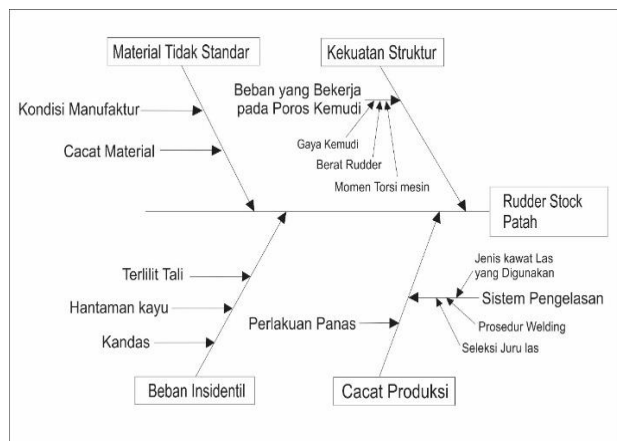 Material Tidak Standar
Kekuatan Struktur
Kondisi Manufaktur
Cacat Material
Beban yang Bekerja
pada Poros Kemudi
Gaya Kemudi
Berat Rudder
Momen Torsi mesin
Rudder Stock
Patah
Terlilit Tali
Hantaman kayu
Kandas
Beban Insidentil
Perlakuan Panas
Jenis kawat Las
yang Digunakan
Sistem Pengelasan
Prosedur Welding
Seleksi Juru las
Cacat Produksi